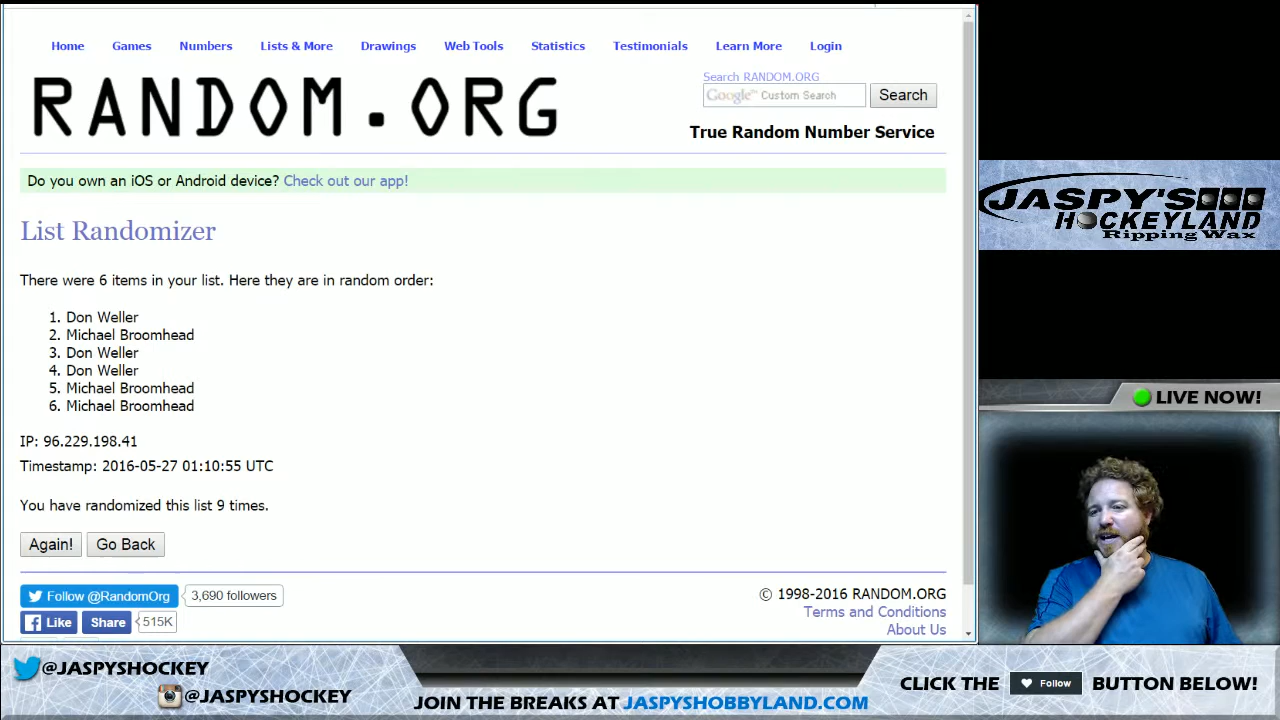 Home Games Numbers Lists & More Drawings Web Tools Statistics Testimonials Learn More Login
RANDOM.ORG
Search RANDOM.ORG
Google™ Custom Search Search
True Random Number Service
Do you own an iOS or Android device? Check out our app!
List Randomizer
There were 6 items in your list. Here they are in random order:
1. Don Weller
2. Michael Broomhead
3. Don Weller
4. Don Weller
5. Michael Broomhead
6. Michael Broomhead
IP: 96.229.198.41
Timestamp: 2016-05-27 01:10:55 UTC
You have randomized this list 9 times.
Again! Go Back
Follow @RandomOrg 3,690 followers
Like Share 515K
© 1998-2016 RANDOM.ORG
Terms and Conditions
About Us
JASPY'S
HOCKEYLAND
Ripping Wax
LIVE NOW!
@JASPYSHOCKEY
@JASPYSHOCKEY
JOIN THE BREAKS AT JASPYSHOBBYLAND.COM
CLICK THE Follow BUTTON BELOW!